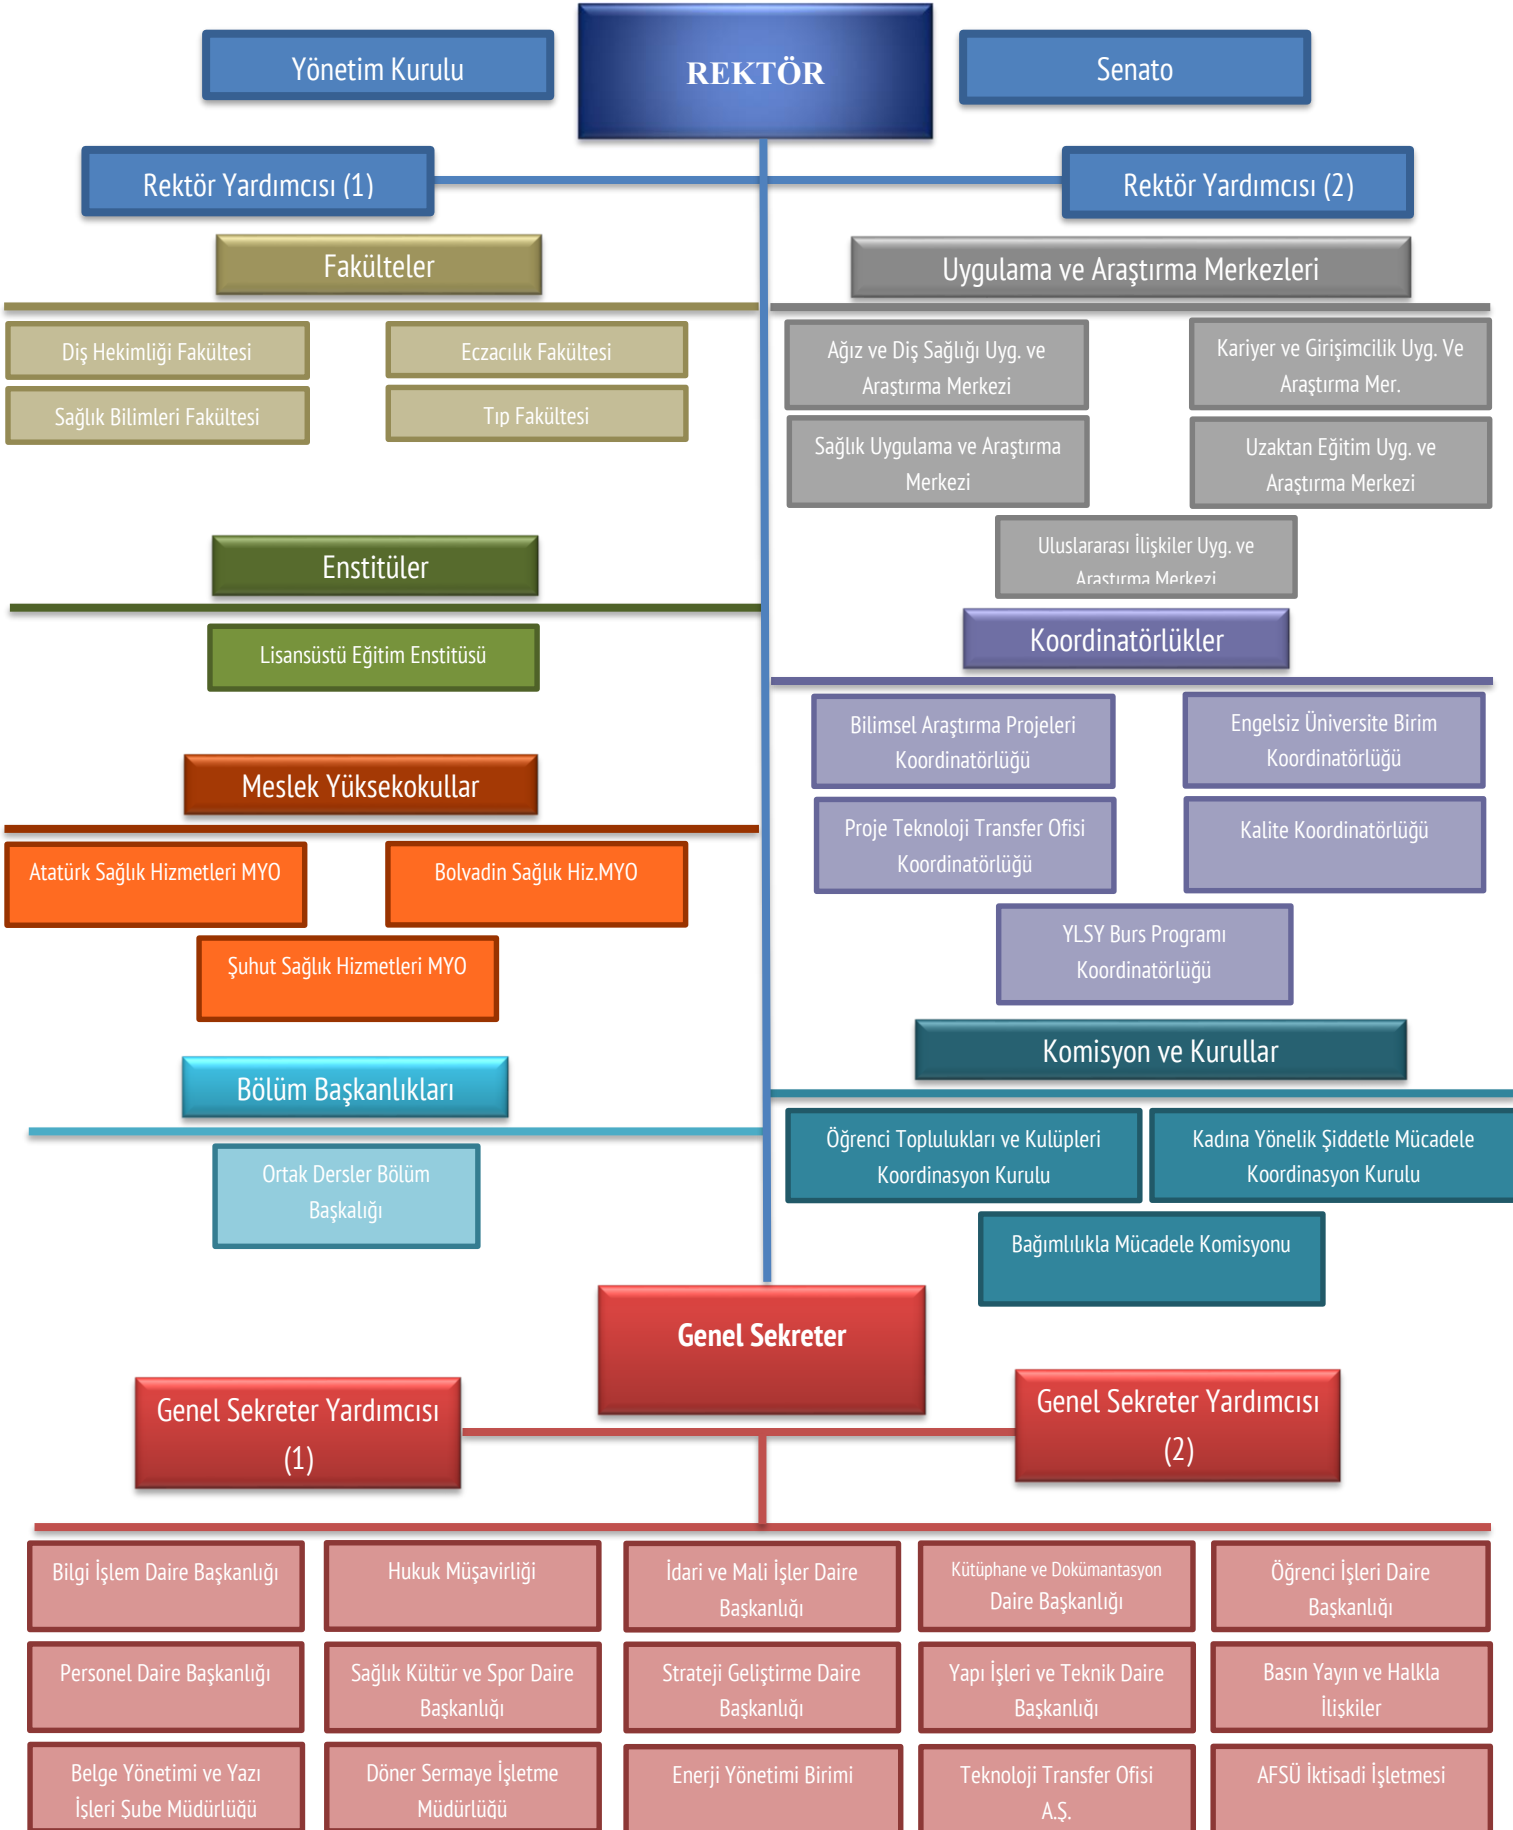 REKTÖR
Yönetim Kurulu
Senato
Rektör Yardımcısı (1)
Rektör Yardımcısı (2)
Fakülteler
Diş Hekimliği Fakültesi
Eczacılık Fakültesi
Sağlık Bilimleri Fakültesi
Tıp Fakültesi
Enstitüler
Lisansüstü Eğitim Enstitüsü
Meslek Yüksekokullar
Atatürk Sağlık Hizmetleri MYO
Bolvadin Sağlık Hiz.MYO
Şuhut Sağlık Hizmetleri MYO
Bölüm Başkanlıkları
Ortak Dersler Bölüm
Başkalığı
Uygulama ve Araştırma Merkezleri
Ağız ve Diş Sağlığı Uyg. ve
Araştırma Merkezi
Kariyer ve Girişimcilik Uyg. Ve
Araştırma Mer.
Sağlık Uygulama ve Araştırma
Merkezi
Uzaktan Eğitim Uyg. ve
Araştırma Merkezi
Uluslararası İlişkiler Uyg. ve
Araştırma Merkezi
Koordinatörlükler
Bilimsel Araştırma Projeleri
Koordinatörlüğü
Engelsiz Üniversite Birim
Koordinatörlüğü
Proje Teknoloji Transfer Ofisi
Koordinatörlüğü
Kalite Koordinatörlüğü
YLSY Burs Programı
Koordinatörlüğü
Komisyon ve Kurullar
Öğrenci Toplulukları ve Kulüpleri
Koordinasyon Kurulu
Kadına Yönelik Şiddetle Mücadele
Koordinasyon Kurulu
Bağımlılıkla Mücadele Komisyonu
Genel Sekreter
Genel Sekreter Yardımcısı
(1)
Genel Sekreter Yardımcısı
(2)
Bilgi İşlem Daire Başkanlığı
Hukuk Müşavirliği
İdari ve Mali İşler Daire
Başkanlığı
Kütüphane ve Dokümantasyon
Daire Başkanlığı
Öğrenci İşleri Daire
Başkanlığı
Personel Daire Başkanlığı
Sağlık Kültür ve Spor Daire
Başkanlığı
Strateji Geliştirme Daire
Başkanlığı
Yapı İşleri ve Teknik Daire
Başkanlığı
Basın Yayın ve Halkla
İlişkiler
Belge Yönetimi ve Yazı
İşleri Şube Müdürlüğü
Döner Sermaye İşletme
Müdürlüğü
Enerji Yönetimi Birimi
Teknoloji Transfer Ofisi
A.Ş.
AFSÜ İktisadi İşletmesi